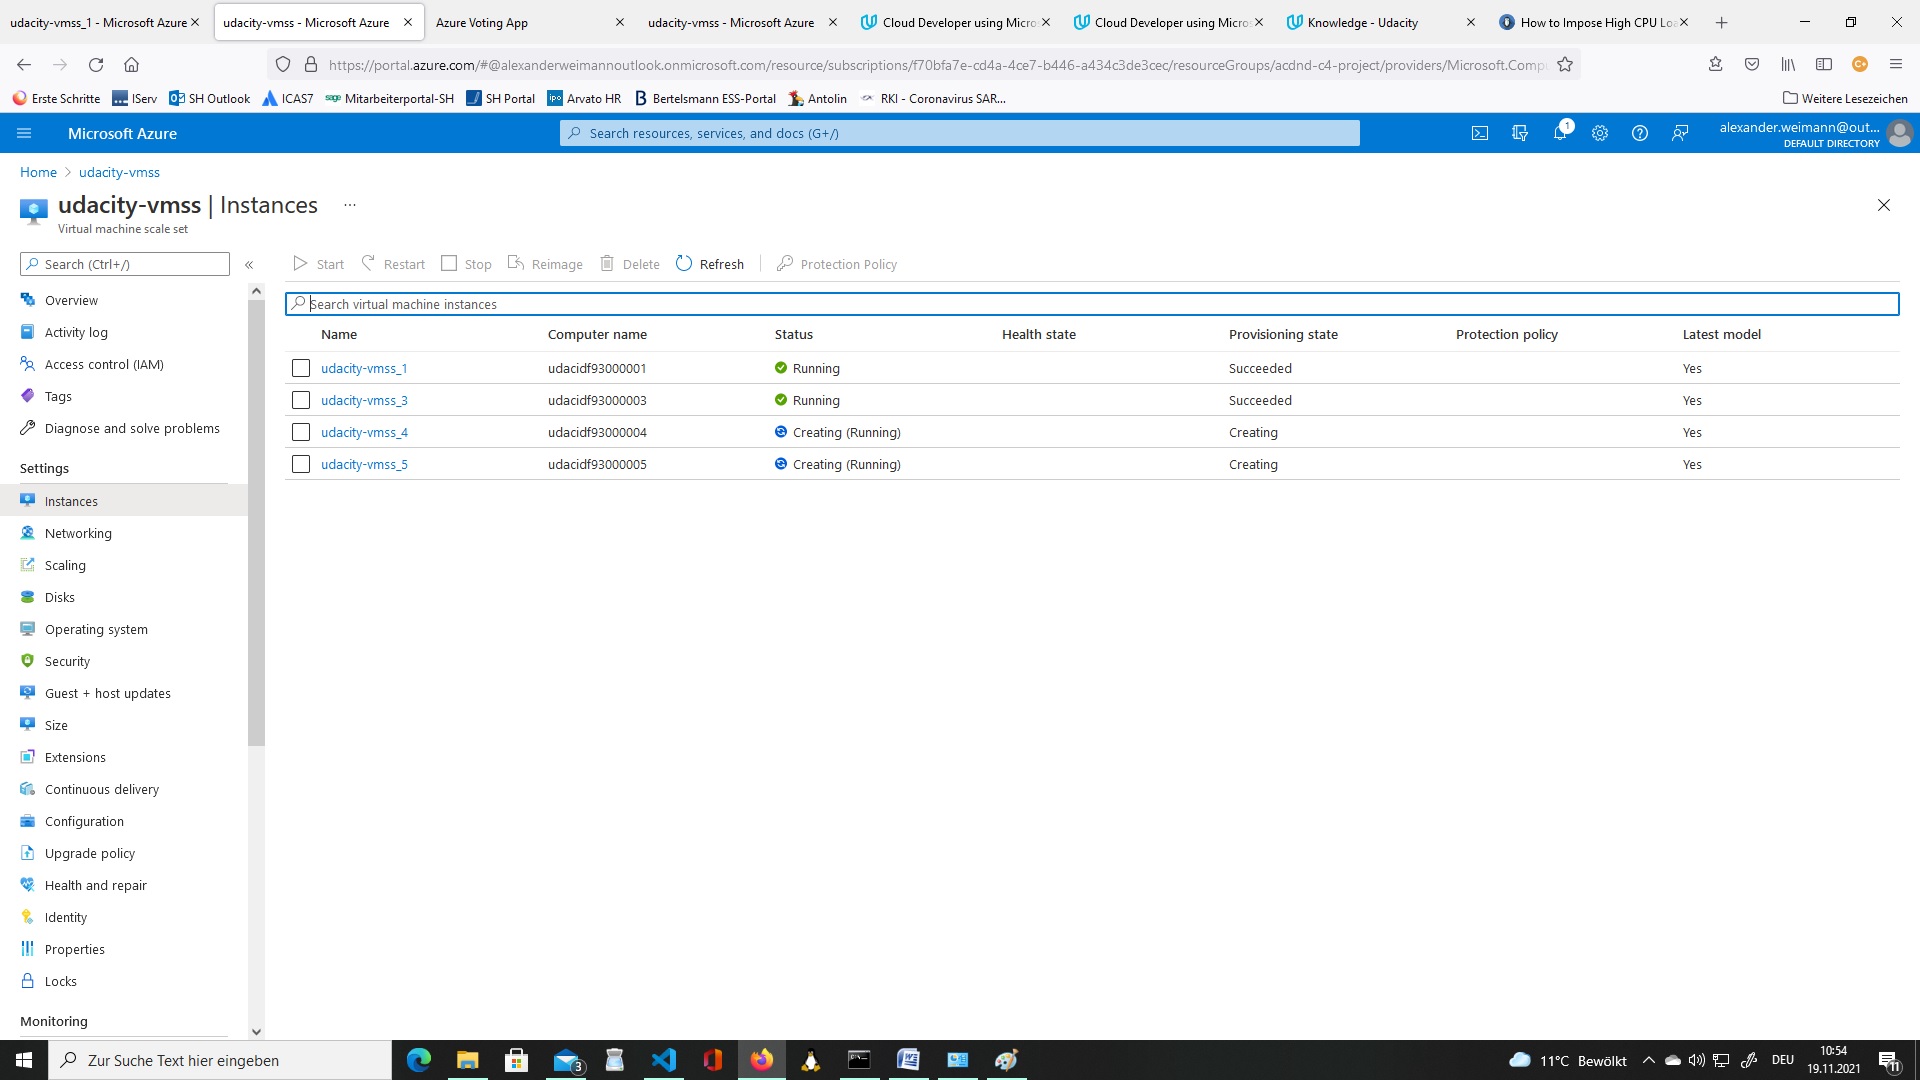 udacity-vmss_1 - Microsoft Azure
udacity-vmss - Microsoft Azure
Azure Voting App
udacity-vmss - Microsoft Azure
Cloud Developer using Micros
Cloud Developer using Micros
Knowledge - Udacity
How to Impose High CPU Loa
https://portal.azure.com/#@alexanderweimannoutlook.onmicrosoft.com/resource/subscriptions/f70bfa7e-cd4a-4ce7-b446-a434c3de3cec/resourceGroups/acdnd-c4-project/providers/Microsoft.Compu
Erste Schritte
IServ
SH Outlook
ICAS7
Mitarbeiterportal-SH
SH Portal
Arvato HR
Bertelsmann ESS-Portal
Antolin
RKI - Coronavirus SAR...
Weitere Lesezeichen
Microsoft Azure
Search resources, services, and docs (G+/)
1
alexander.weimann@out...
DEFAULT DIRECTORY
Home > udacity-vmss
udacity-vmss | Instances ...
Virtual machine scale set
Search (Ctrl+/)
«
Start
Restart
Stop
Reimage
Delete
Refresh
Protection Policy
Search virtual machine instances
Name Computer name Status Health state Provisioning state Protection policy Latest model
udacity-vmss_1 udacidf93000001 Running Succeeded Yes
udacity-vmss_3 udacidf93000003 Running Succeeded Yes
udacity-vmss_4 udacidf93000004 Creating (Running) Creating Yes
udacity-vmss_5 udacidf93000005 Creating (Running) Creating Yes
Overview
Activity log
Access control (IAM)
Tags
Diagnose and solve problems
Settings
Instances
Networking
Scaling
Disks
Operating system
Security
Guest + host updates
Size
Extensions
Continuous delivery
Configuration
Upgrade policy
Health and repair
Identity
Properties
Locks
Monitoring
Zur Suche Text hier eingeben
3
11°C Bewölkt
DEU
10:54
19.11.2021
11